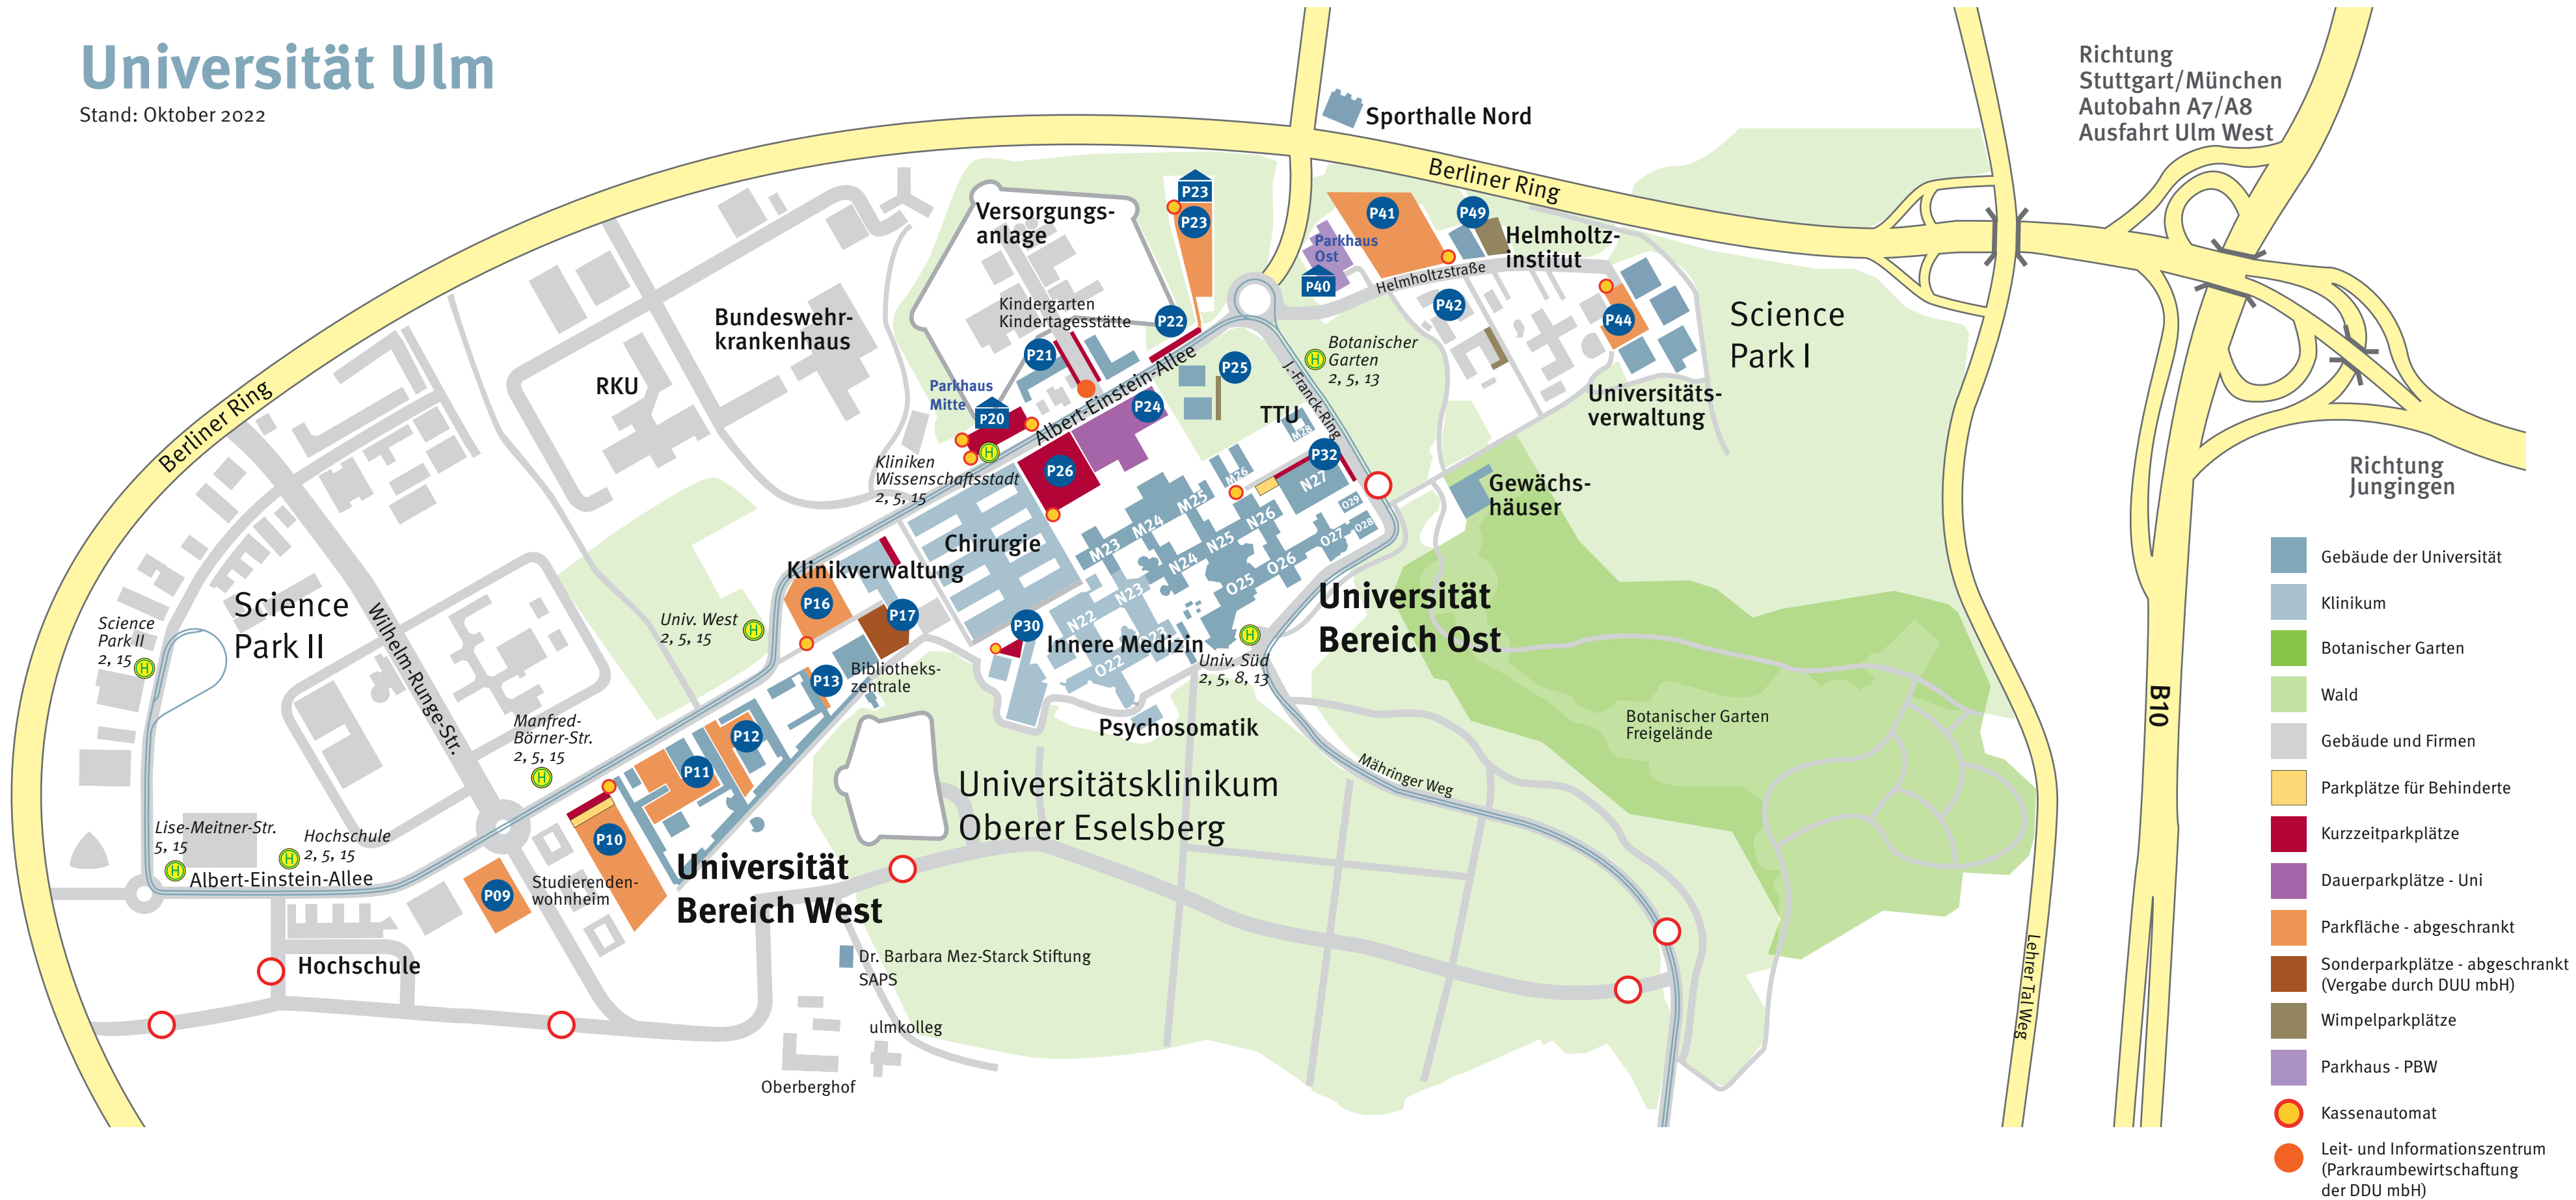 Universität Ulm
Stand: Oktober 2022
Richtung
Stuttgart/München
Autobahn A7/A8
Ausfahrt Ulm West
Sporthalle Nord
Berliner Ring
Versorgungs-
anlage
P23
P23
P41
P49
Parkhaus
Ost
P40
Helmholtz-
institut
Helmholtzstraße
P42
P44
Science
Park I
Kindergarten
Kindertagesstätte
P22
P21
Bundeswehr-
krankenhaus
RKU
Parkhaus
Mitte
P20
Albert-Einstein-Allee
P24
P25
Botanischer
Garten
2, 5, 13
H
J.-Franck-Ring
TTU
M28
Universitäts-
verwaltung
Berliner Ring
Kliniken
Wissenschaftsstadt
2, 5, 15
H
P26
P32
M26
N27
O29
O28
O27
M25
M24
M23
N26
N25
N24
N23
N22
O26
O25
O22
Gewächs-
häuser
Richtung
Jungingen
Chirurgie
Klinikverwaltung
P16
P17
P30
Innere Medizin
Universität
Bereich Ost
Univ. West
2, 5, 15
H
Univ. Süd
2, 5, 8, 13
H
Science
Park II
Science
Park II
2, 15
H
Wilhelm-Runge-Str.
P13
Bibliotheks-
zentrale
Psychosomatik
Manfred-
Börner-Str.
2, 5, 15
H
P12
P11
P10
P09
Universitätsklinikum
Oberer Eselsberg
Mähringer Weg
Botanischer Garten
Freigelände
B10
Lehrer Tal Weg
Lise-Meitner-Str.
5, 15
H
Hochschule
2, 5, 15
H
Albert-Einstein-Allee
Studierenden-
wohnheim
Universität
Bereich West
Hochschule
Dr. Barbara Mez-Starck Stiftung
SAPS
ulmkolleg
Oberberghof
Gebäude der Universität
Klinikum
Botanischer Garten
Wald
Gebäude und Firmen
Parkplätze für Behinderte
Kurzzeitparkplätze
Dauerparkplätze - Uni
Parkfläche - abgeschrankt
Sonderparkplätze - abgeschrankt
(Vergabe durch DUU mbH)
Wimpelparkplätze
Parkhaus - PBW
Kassenautomat
Leit- und Informationszentrum
(Parkraumbewirtschaftung
der DDU mbH)